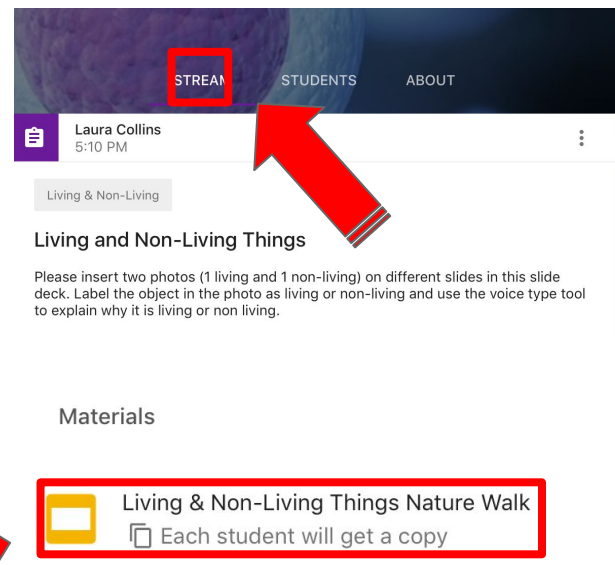 STREAM STUDENTS ABOUT
Laura Collins
5:10 PM
Living & Non-Living
Living and Non-Living Things
Please insert two photos (1 living and 1 non-living) on different slides in this slide
deck. Label the object in the photo as living or non-living and use the voice type tool
to explain why it is living or non living.
Materials
Living & Non-Living Things Nature Walk
Each student will get a copy